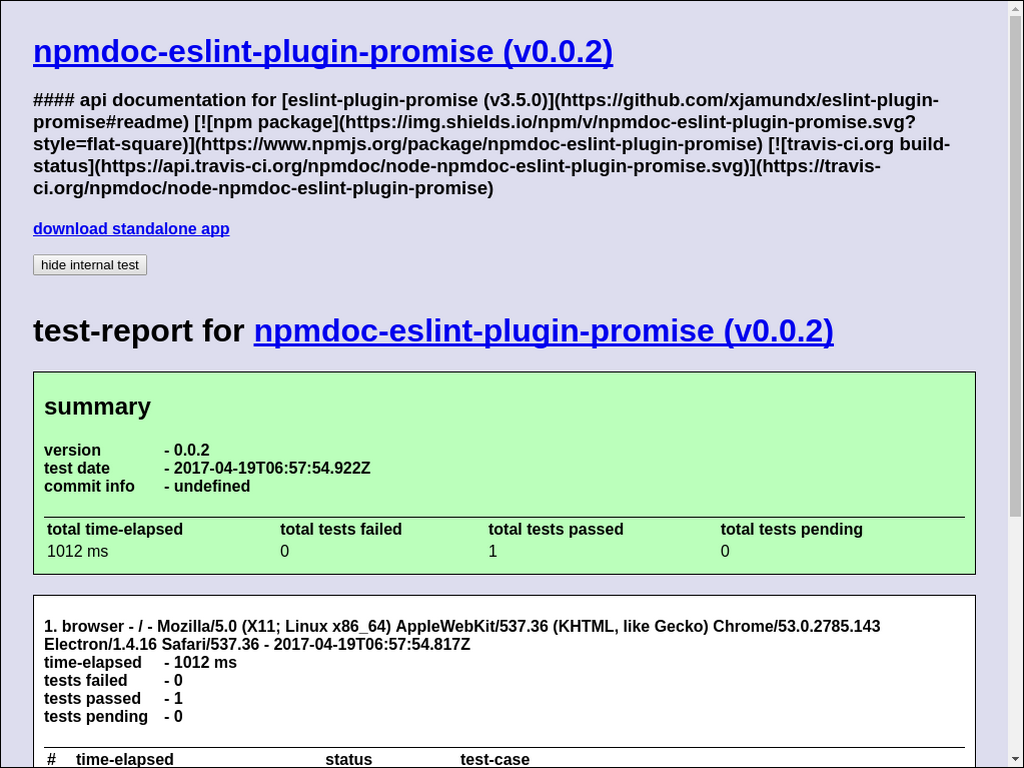 npmdoc-eslint-plugin-promise (v0.0.2)
#### api documentation for [eslint-plugin-promise (v3.5.0)](https://github.com/xjamundx/eslint-plugin-
promise#readme) [![npm package](https://img.shields.io/npm/v/npmdoc-eslint-plugin-promise.svg?
style=flat-square)](https://www.npmjs.org/package/npmdoc-eslint-plugin-promise) [![travis-ci.org build-
status](https://api.travis-ci.org/npmdoc/node-npmdoc-eslint-plugin-promise.svg)](https://travis-
ci.org/npmdoc/node-npmdoc-eslint-plugin-promise)
download standalone app
hide internal test
test-report for npmdoc-eslint-plugin-promise (v0.0.2)
summary
version - 0.0.2
test date - 2017-04-19T06:57:54.922Z
commit info - undefined
total time-elapsed total tests failed total tests passed total tests pending
1012 ms 0 1 0
1. browser - / - Mozilla/5.0 (X11; Linux x86_64) AppleWebKit/537.36 (KHTML, like Gecko) Chrome/53.0.2785.143
Electron/1.4.16 Safari/537.36 - 2017-04-19T06:57:54.817Z
time-elapsed - 1012 ms
tests failed - 0
tests passed - 1
tests pending - 0
# time-elapsed status test-case